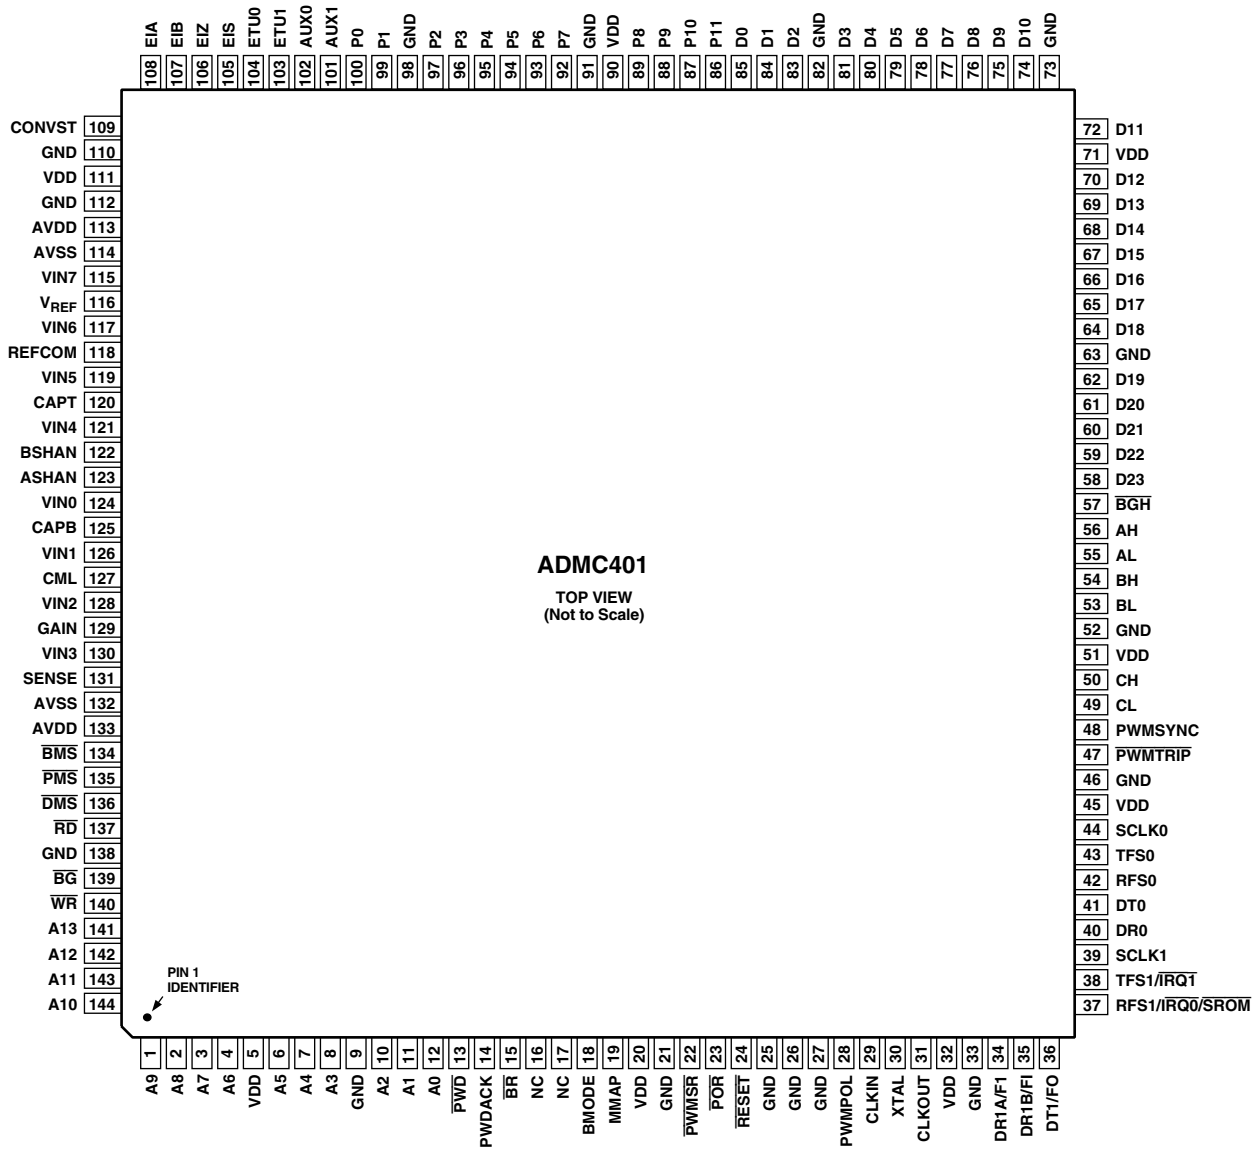 EIA EIB EIZ EIS ETU0 ETU1 AUX0 AUX1 P0 P1 GND P2 P3 P4 P5 P6 P7 GND VDD P8 P9 P10 P11 D0 D1 D2 GND D3 D4 D5 D6 D7 D8 D9 D10 GND
108 107 106 105 104 103 102 101 100 99 98 97 96 95 94 93 92 91 90 89 88 87 86 85 84 83 82 81 80 79 78 77 76 75 74 73
CONVST 109
GND 110
VDD 111
GND 112
AVDD 113
AVSS 114
VIN7 115
VREF 116
VIN6 117
REFCOM 118
VIN5 119
CAPT 120
VIN4 121
BSHAN 122
ASHAN 123
VIN0 124
CAPB 125
VIN1 126
CML 127
VIN2 128
GAIN 129
VIN3 130
SENSE 131
AVSS 132
AVDD 133
BMS 134
PMS 135
DMS 136
RD 137
GND 138
BG 139
WR 140
A13 141
A12 142
A11 143
A10 144
ADMC401
TOP VIEW
(Not to Scale)
PIN 1
IDENTIFIER
72 D11
71 VDD
70 D12
69 D13
68 D14
67 D15
66 D16
65 D17
64 D18
63 GND
62 D19
61 D20
60 D21
59 D22
58 D23
57 BGH
56 AH
55 AL
54 BH
53 BL
52 GND
51 VDD
50 CH
49 CL
48 PWMSYNC
47 PWMTRIP
46 GND
45 VDD
44 SCLK0
43 TFS0
42 RFS0
41 DT0
40 DR0
39 SCLK1
38 TFS1/IRQ1
37 RFS1/IRQ0/SROM
1 2 3 4 5 6 7 8 9 10 11 12 13 14 15 16 17 18 19 20 21 22 23 24 25 26 27 28 29 30 31 32 33 34 35 36
A9 A8 A7 A6 VDD A5 A4 A3 GND A2 A1 A0 PWD PWDACK BR NC NC BMODE MMAP VDD GND PWMSR POR RESET GND GND GND PWMPOL CLKIN XTAL CLKOUT VDD GND DR1A/F1 DR1B/FI DT1/FO